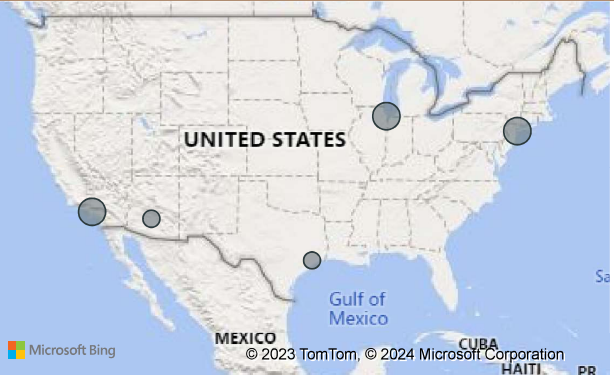 UNITED STATES
Gulf of
Mexico
Sa
MEXICO
CUBA
Microsoft Bing
© 2023 TomTom, © 2024 Microsoft Corporation
HAITI
PR